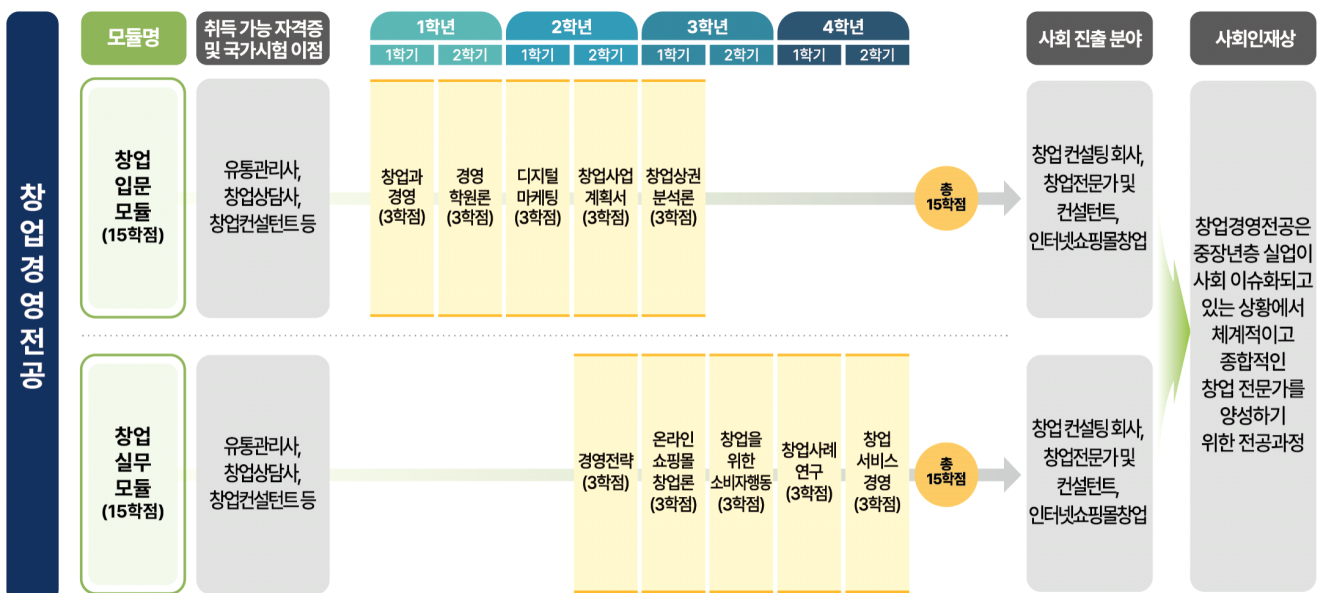 창업경영전공
모듈명
취득 가능 자격증
및 국가시험 이점
1학년
2학년
3학년
4학년
1학기
2학기
1학기
2학기
1학기
2학기
1학기
2학기
사회 진출 분야
사회인재상
창업
입문
모듈
(15학점)
유통관리사,
창업상담사,
창업컨설턴트 등
창업과
경영
(3학점)
경영
학원론
(3학점)
디지털
마케팅
(3학점)
창업사업
계획서
(3학점)
창업상권
분석론
(3학점)
총
15학점
창업 컨설팅 회사,
창업전문가 및
컨설턴트,
인터넷쇼핑몰창업
창업
실무
모듈
(15학점)
유통관리사,
창업상담사,
창업컨설턴트 등
경영전략
(3학점)
온라인
쇼핑몰
창업론
(3학점)
창업을
위한
소비자행동
(3학점)
창업사례
연구
(3학점)
창업
서비스
경영
(3학점)
총
15학점
창업 컨설팅 회사,
창업전문가 및
컨설턴트,
인터넷쇼핑몰창업
창업경영전공은
중장년층 실업이
사회 이슈화되고
있는 상황에서
체계적이고
종합적인
창업 전문가를
양성하기
위한 전공과정